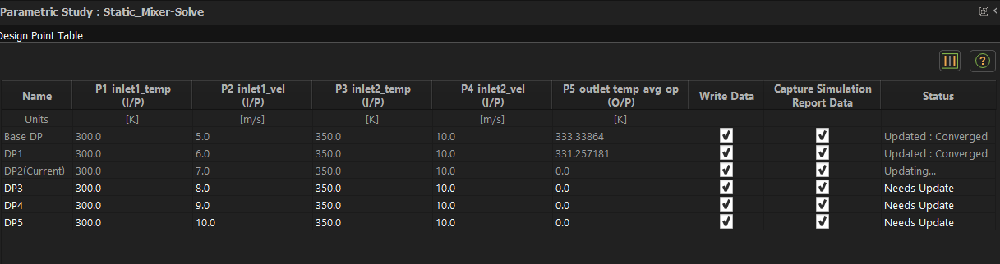 Parametric Study : Static_Mixer-Solve
Design Point Table
Name P1-inlet1_temp (I/P) P2-inlet1_vel (I/P) P3-inlet2_temp (I/P) P4-inlet2_vel (I/P) P5-outlet-temp-avg-op (O/P) Write Data Capture Simulation Report Data Status
Units [K] [m/s] [K] [m/s] [K]
Base DP 300.0 5.0 350.0 10.0 333.33864 Updated : Converged
DP1 300.0 6.0 350.0 10.0 331.257181 Updated : Converged
DP2(Current) 300.0 7.0 350.0 10.0 0.0 Updating...
DP3 300.0 8.0 350.0 10.0 0.0 Needs Update
DP4 300.0 9.0 350.0 10.0 0.0 Needs Update
DP5 300.0 10.0 350.0 10.0 0.0 Needs Update